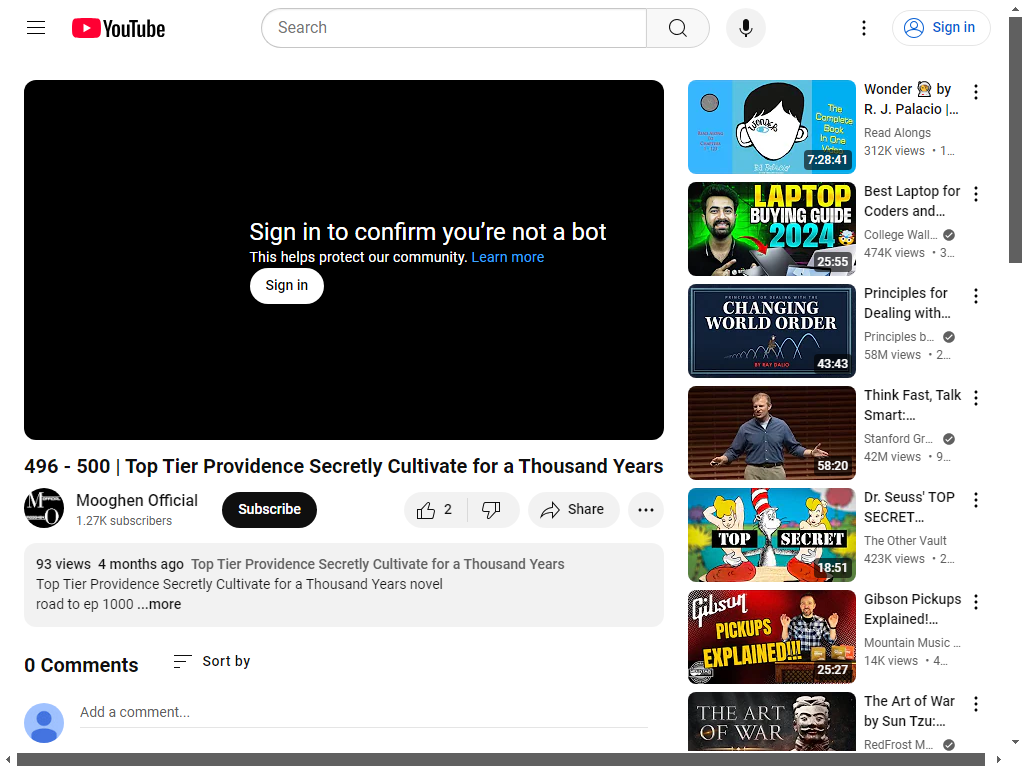 YouTube
Search
Sign in
Sign in to confirm you're not a bot
This helps protect our community. Learn more
Sign in
496 - 500 | Top Tier Providence Secretly Cultivate for a Thousand Years
Mooghen Official
1.27K subscribers
Subscribe
2
Share
93 views 4 months ago Top Tier Providence Secretly Cultivate for a Thousand Years
Top Tier Providence Secretly Cultivate for a Thousand Years novel
road to ep 1000 ...more
0 Comments
Sort by
Add a comment...
WONDER
The
Complete
Book
In One
Video
7:28:41
Wonder 🧑‍🚀 by
R. J. Palacio |...
Read Alongs
312K views • 1...
LAPTOP
BUYING GUIDE
2024
25:55
Best Laptop for
Coders and...
College Wall...
474K views • 3...
PRINCIPLES FOR DEALING WITH THE
CHANGING
WORLD ORDER
BY RAY DALIO
43:43
Principles for
Dealing with...
Principles b...
58M views • 2...
58:20
Think Fast, Talk
Smart:...
Stanford Gr...
42M views • 9...
TOP SECRET
18:51
Dr. Seuss' TOP
SECRET...
The Other Vault
423K views • 2...
Gibson
PICKUPS
EXPLAINED!!!
25:27
Gibson Pickups
Explained!...
Mountain Music ...
14K views • 4...
THE ART
OF WAR
The Art of War
by Sun Tzu:...
RedFrost M...